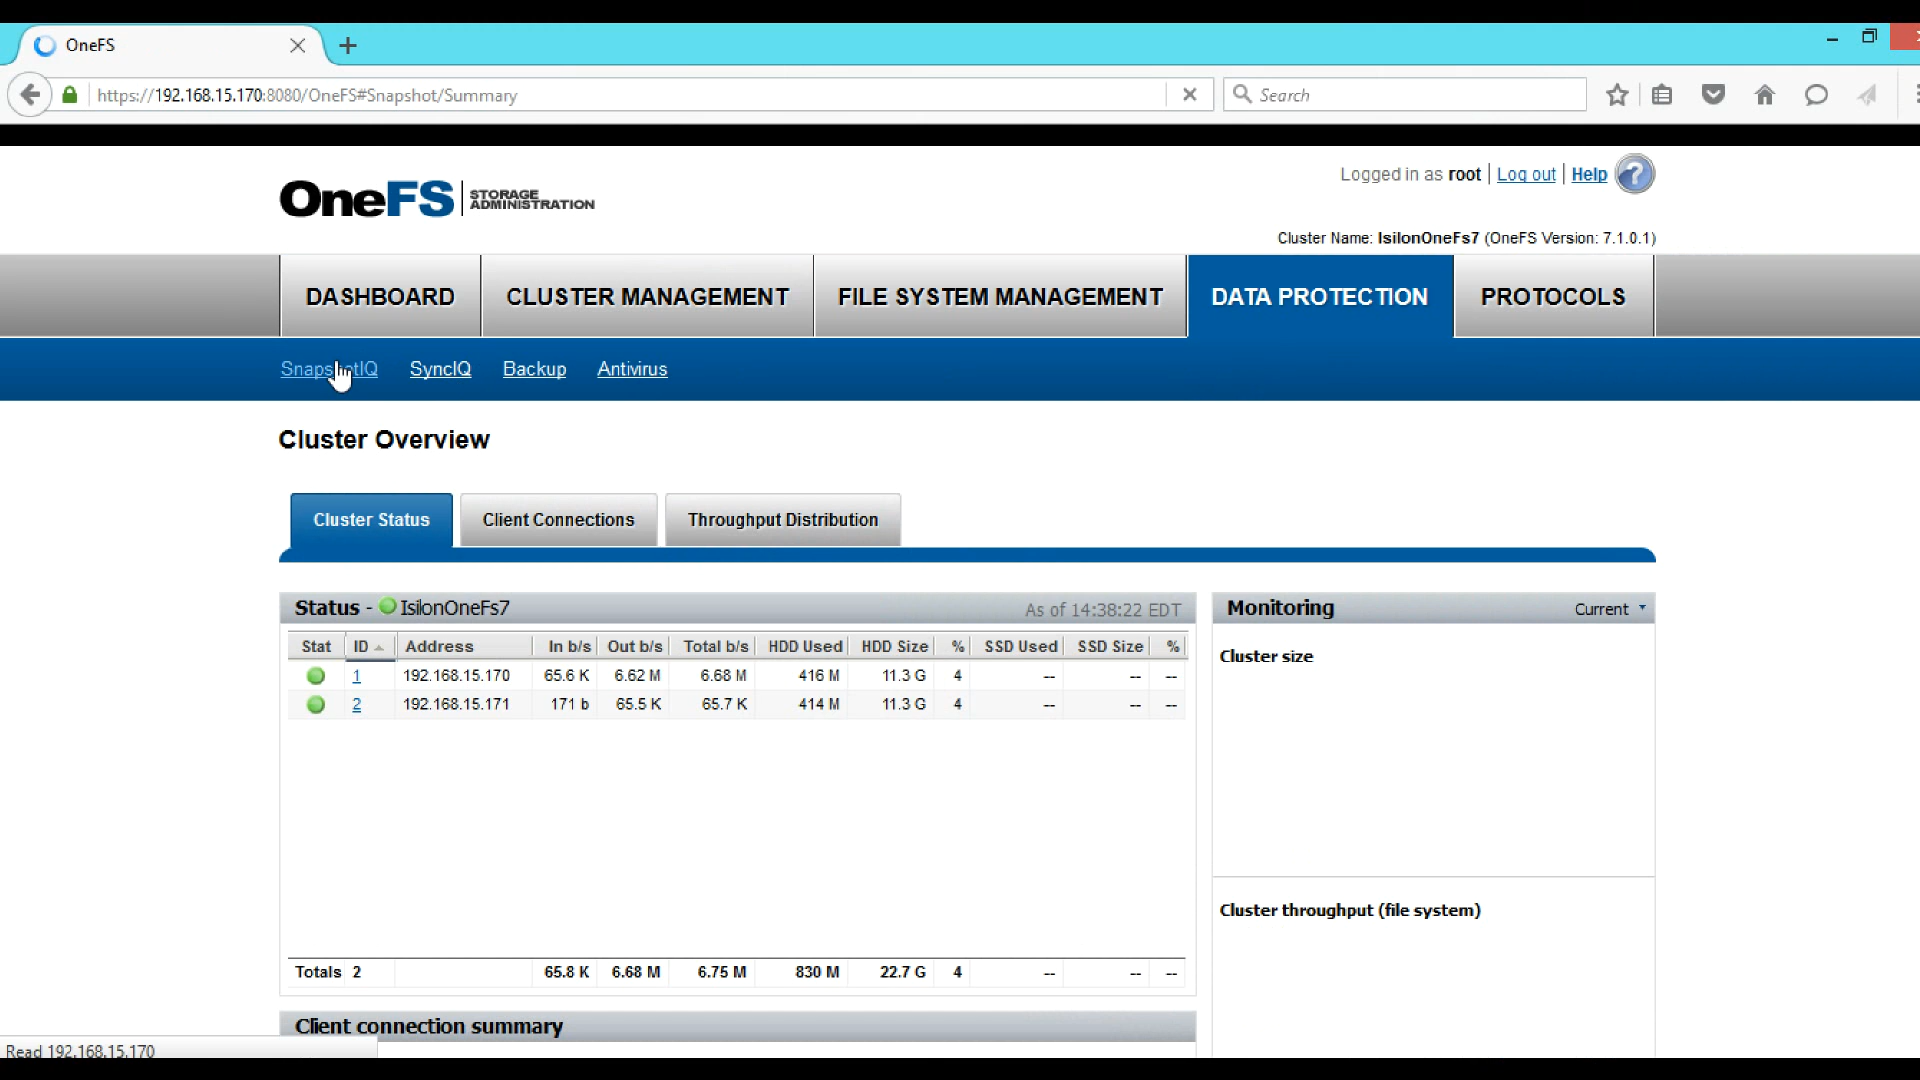 OneFS
https://192.168.15.170:8080/OneFS#Snapshot/Summary
Search
Logged in as root | Log out | Help
OneFS STORAGE ADMINISTRATION
Cluster Name: IsilonOneFs7 (OneFS Version: 7.1.0.1)
DASHBOARD CLUSTER MANAGEMENT FILE SYSTEM MANAGEMENT DATA PROTECTION PROTOCOLS
SnapshotIQ SyncIQ Backup Antivirus
Cluster Overview
Cluster Status Client Connections Throughput Distribution
Status - IsilonOneFs7 As of 14:38:22 EDT
Stat ID Address In b/s Out b/s Total b/s HDD Used HDD Size % SSD Used SSD Size %
1 192.168.15.170 65.6 K 6.62 M 6.68 M 416 M 11.3 G 4 -- -- --
2 192.168.15.171 171 b 65.5 K 65.7 K 414 M 11.3 G 4 -- -- --
Totals 2 65.8 K 6.68 M 6.75 M 830 M 22.7 G 4 -- -- --
Monitoring Current
Cluster size
Cluster throughput (file system)
Client connection summary
Read 192.168.15.170